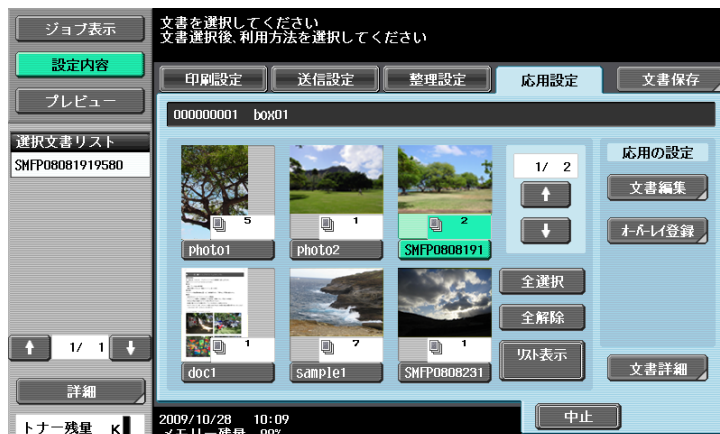 ジョブ表示
設定内容
プレビュー
文書を選択してください
文書選択後、利用方法を選択してください
印刷設定
送信設定
整理設定
応用設定
文書保存
000000001 box01
選択文書リスト
SMFP08081919580
5
photo1
1
photo2
2
SMFP0808191
1/ 2
応用の設定
文書編集
オーバーレイ登録
1
doc1
7
sample1
1
SMFP0808231
全選択
全解除
リスト表示
文書詳細
1/ 1
詳細
トナー残量 K
2009/10/28 10:09
メモリー残量 99%
中止